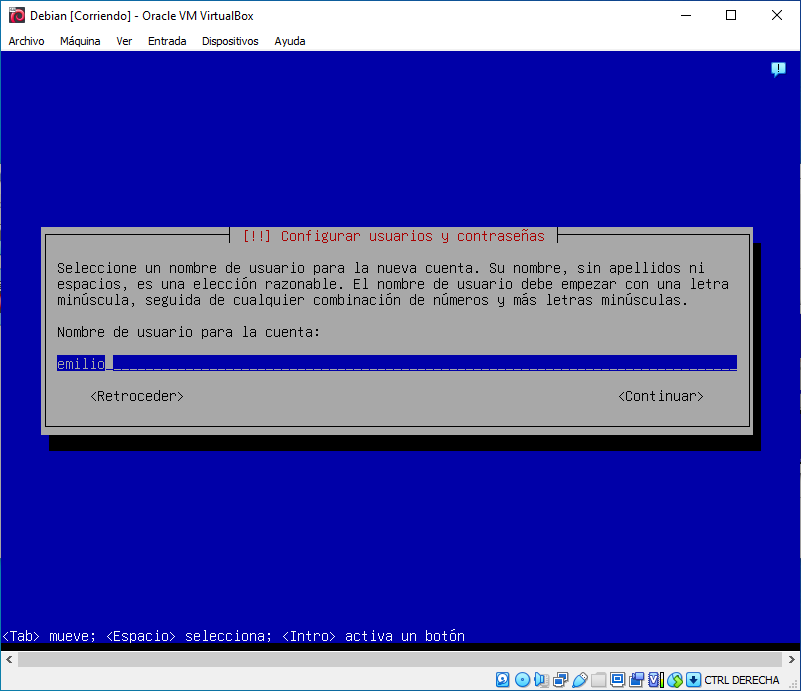 Debian [Corriendo] - Oracle VM VirtualBox
Archivo Máquina Ver Entrada Dispositivos Ayuda
[!!] Configurar usuarios y contraseñas
Seleccione un nombre de usuario para la nueva cuenta. Su nombre, sin apellidos ni
espacios, es una elección razonable. El nombre de usuario debe empezar con una letra
minúscula, seguida de cualquier combinación de números y más letras minúsculas.
Nombre de usuario para la cuenta:
emilio
<Retroceder> <Continuar>
<Tab> mueve; <Espacio> selecciona; <Intro> activa un botón
CTRL DERECHA